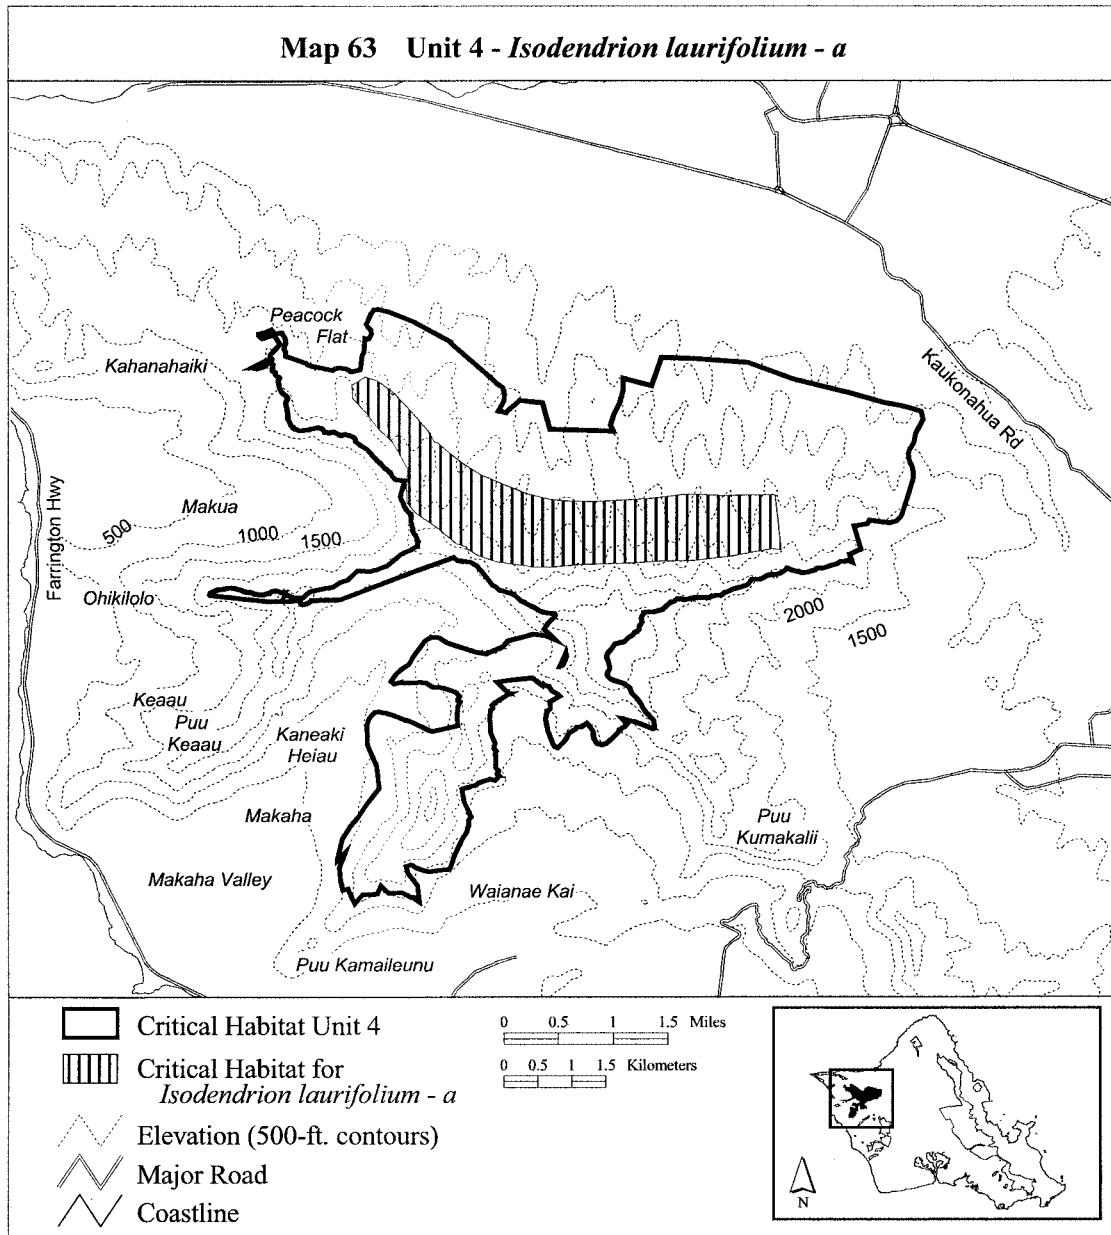 Map 63 Unit 4 - Isodendrion laurifolium - a
Peacock
Flat
Kahanahaiki
Kaukonahua Rd
Farrington Hwy
Makua
500
1000
1500
Ohikilolo
2000
1500
Keaau
Puu
Keaau
Kaneaki
Heiau
Makaha
Puu
Kumakalii
Makaha Valley
Waianae Kai
Puu Kamaileunu
Critical Habitat Unit 4
Critical Habitat for
Isodendrion laurifolium - a
Elevation (500-ft. contours)
Major Road
Coastline
0 0.5 1 1.5 Miles
0 0.5 1 1.5 Kilometers
N